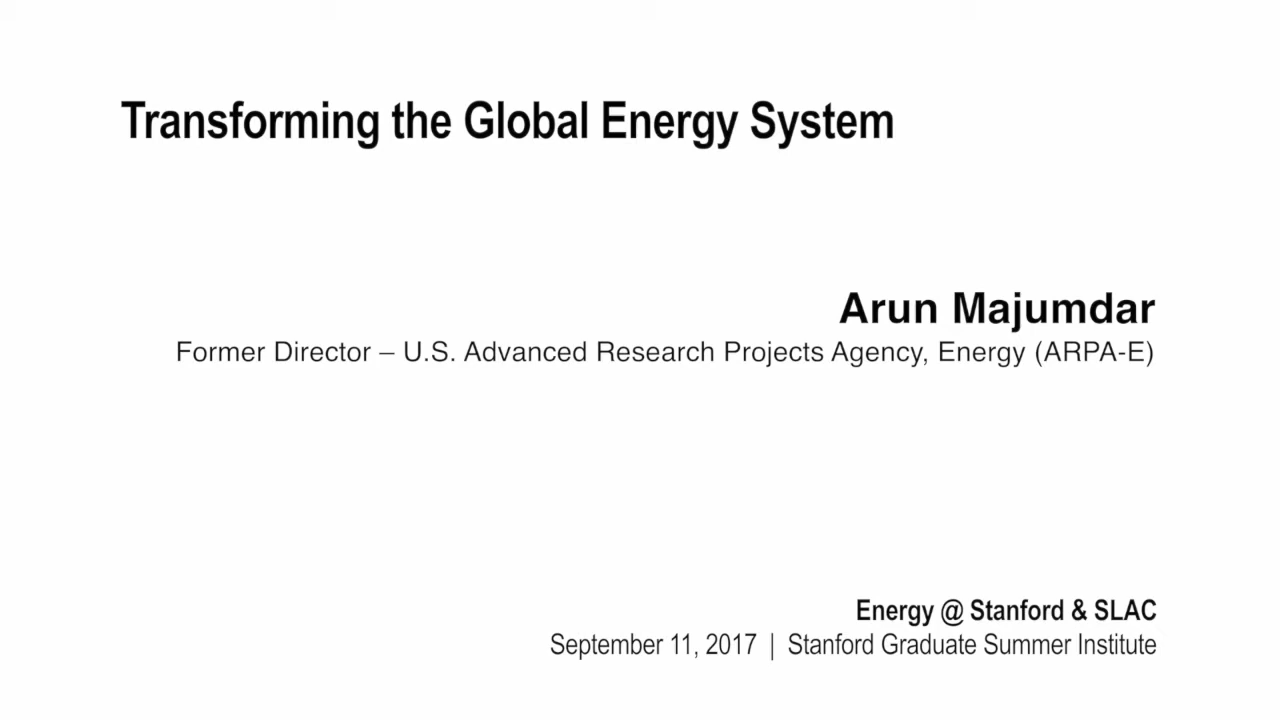 Transforming the Global Energy System
Arun Majumdar
Former Director – U.S. Advanced Research Projects Agency, Energy (ARPA-E)
Energy @ Stanford & SLAC
September 11, 2017 | Stanford Graduate Summer Institute